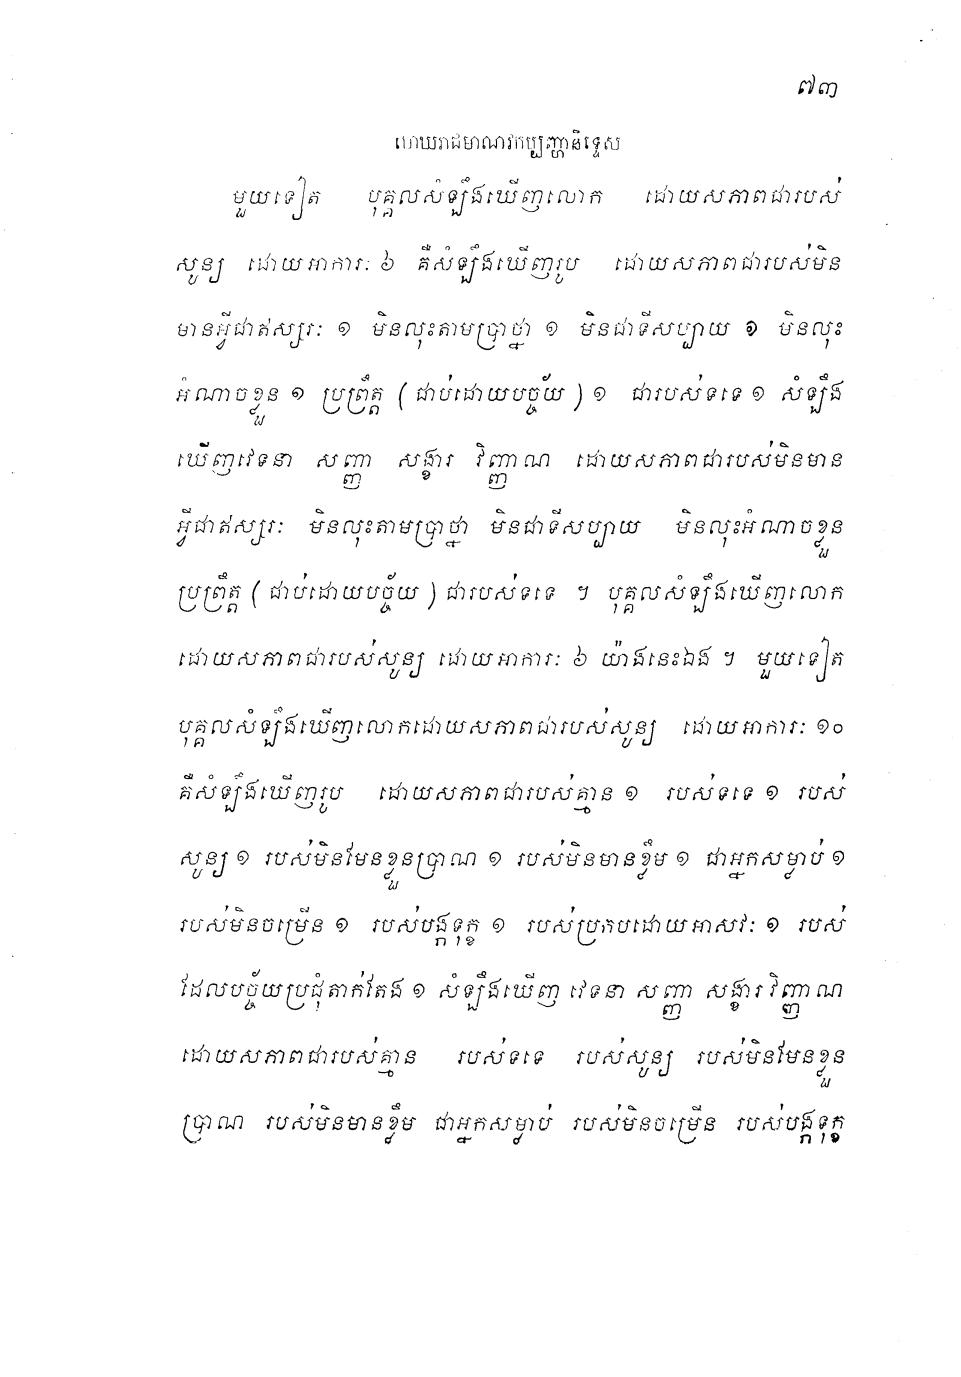 ៧៣
មោឃរាជមាណវកប្បញ្ហានិទ្ទេស
មួយទៀត បុគ្គលសំឡឹងឃើញលោក ដោយសភាពជារបស់
សូន្យ ដោយអាការៈ ៦ គឺសំឡឹងឃើញរូប ដោយសភាពជារបស់មិន
មានអ្វីជាឥស្សរៈ ១ មិនលុះតាមប្រាថ្នា ១ មិនជាទីសប្បាយ ១ មិនលុះ
អំណាចខ្លួន ១ ប្រព្រឹត្ត ( ជាប់ដោយបច្ច័យ ) ១ ជារបស់ទទេ ១ សំឡឹង
ឃើញវេទនា សញ្ញា សង្ខារ វិញ្ញាណ ដោយសភាពជារបស់មិនមាន
អ្វីជាឥស្សរៈ មិនលុះតាមប្រាថ្នា មិនជាទីសប្បាយ មិនលុះអំណាចខ្លួន
ប្រព្រឹត្ត ( ជាប់ដោយបច្ច័យ ) ជារបស់ទទេ ។ បុគ្គលសំឡឹងឃើញលោក
ដោយសភាពជារបស់សូន្យ ដោយអាការៈ ៦ យ៉ាងនេះឯង ។ មួយទៀត
បុគ្គលសំឡឹងឃើញលោកដោយសភាពជារបស់សូន្យ ដោយអាការៈ ១០
គឺសំឡឹងឃើញរូប ដោយសភាពជារបស់គ្មាន ១ របស់ទទេ ១ របស់
សូន្យ ១ របស់មិនមែនខ្លួនប្រាណ ១ របស់មិនមានខ្លឹម ១ ជាអ្នកសម្លាប់ ១
របស់មិនចម្រើន ១ របស់បង្កទុក្ខ ១ របស់ប្រកបដោយអាសវៈ ១ របស់
ដែលបច្ច័យប្រជុំតាក់តែង ១ សំឡឹងឃើញ វេទនា សញ្ញា សង្ខារ វិញ្ញាណ
ដោយសភាពជារបស់គ្មាន របស់ទទេ របស់សូន្យ របស់មិនមែនខ្លួន
ប្រាណ របស់មិនមានខ្លឹម ជាអ្នកសម្លាប់ របស់មិនចម្រើន របស់បង្កទុក្ខ